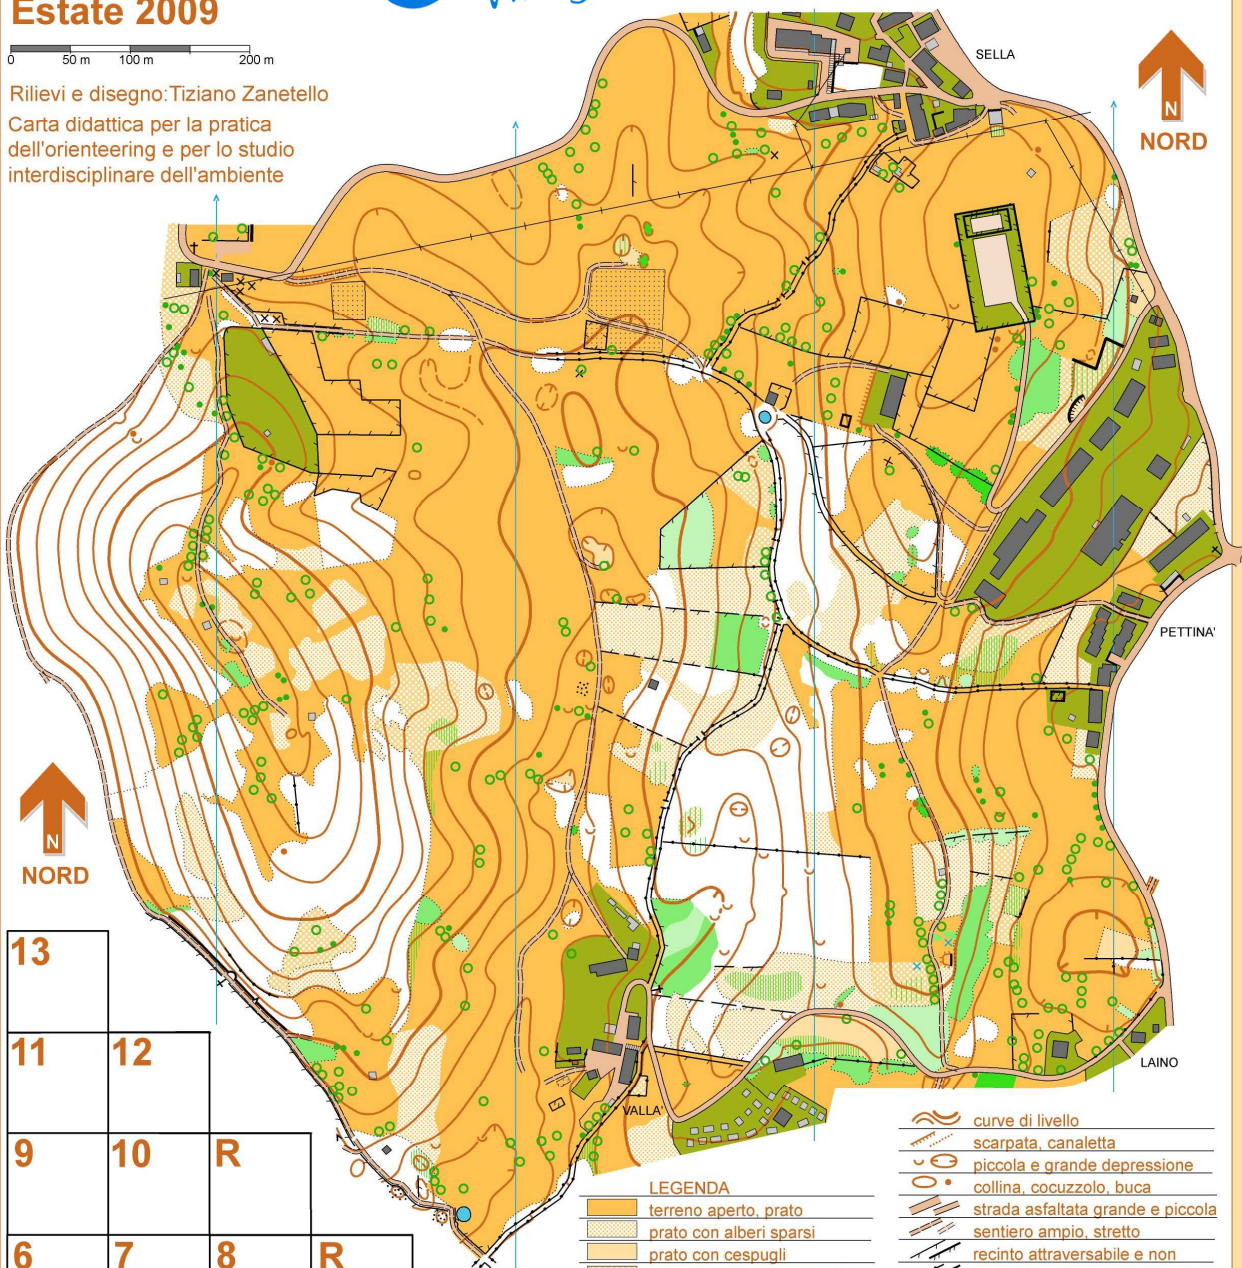 Estate 2009
0 50 m 100 m 200 m
Rilievi e disegno:Tiziano Zanetello
Carta didattica per la pratica
dell'orienteering e per lo studio
interdisciplinare dell'ambiente
SELLA
N
NORD
PETTINA'
N
NORD
LAINO
VALLA'
13
11 12
9 10 R
6 7 8 R
LEGENDA
terreno aperto, prato
prato con alberi sparsi
prato con cespugli
curve di livello
scarpata, canaletta
piccola e grande depressione
collina, cocuzzolo, buca
strada asfaltata grande e piccola
sentiero ampio, stretto
recinto attraversabile e non